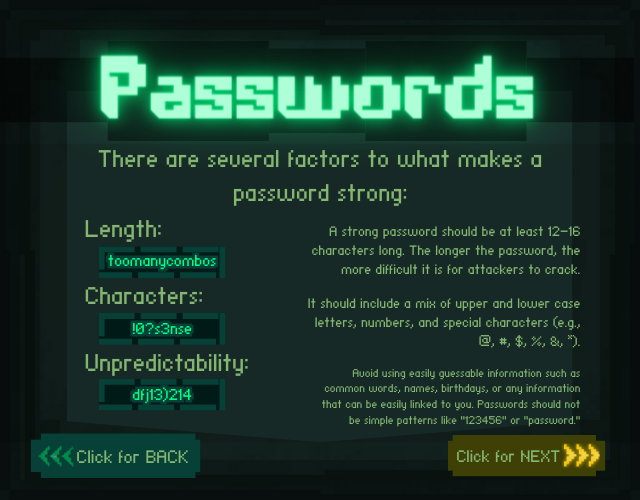 Passwords
There are several factors to what makes a
password strong:
Length:
toomanycombos
A strong password should be at least 12-16
characters long. The longer the password, the
more difficult it is for attackers to crack.
Characters:
!0?s3nse
It should include a mix of upper and lower case
letters, numbers, and special characters (e.g.,
@, #, $, %, &, *).
Unpredictability:
dfj13)214
Avoid using easily guessable information such as
common words, names, birthdays, or any information
that can be easily linked to you. Passwords should not
be simple patterns like "123456" or "password."
<<< Click for BACK
Click for NEXT >>>